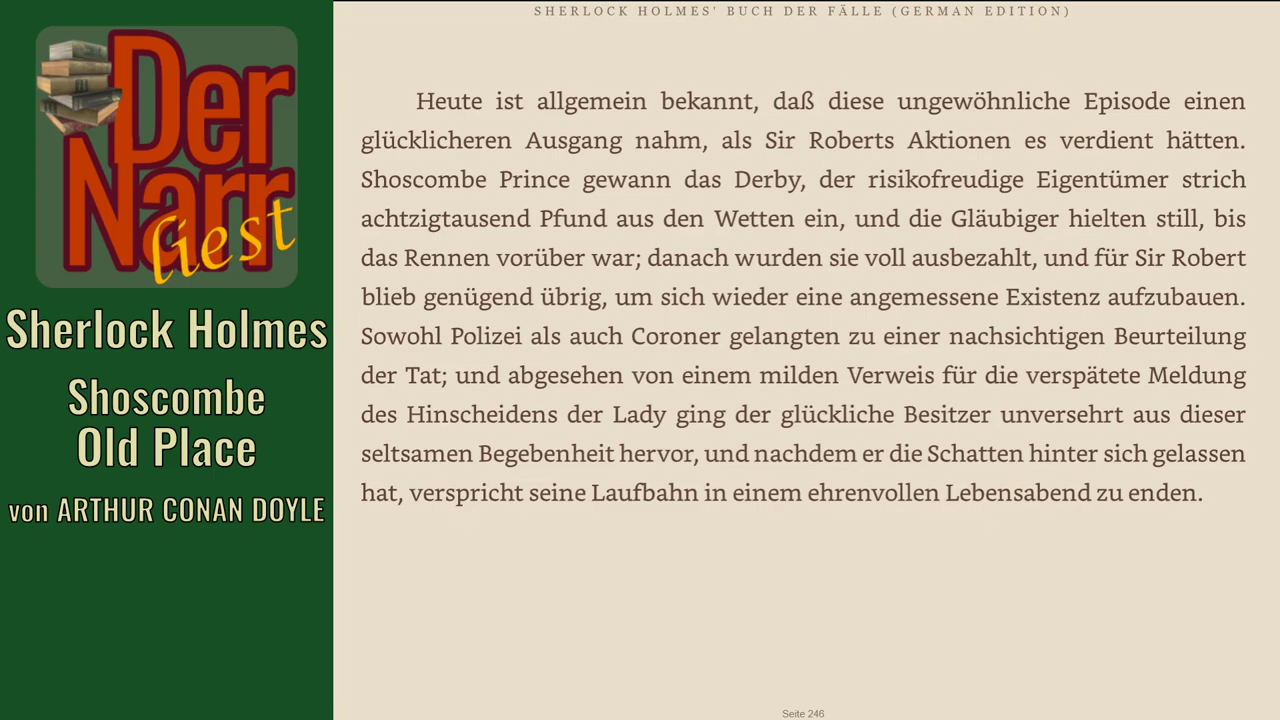 Der
Narr
liest
Sherlock Holmes
Shoscombe
Old Place
von ARTHUR CONAN DOYLE
SHERLOCK HOLMES' BUCH DER FÄLLE (GERMAN EDITION)
Heute ist allgemein bekannt, daß diese ungewöhnliche Episode einen
glücklicheren Ausgang nahm, als Sir Roberts Aktionen es verdient hätten.
Shoscombe Prince gewann das Derby, der risikofreudige Eigentümer strich
achtzigtausend Pfund aus den Wetten ein, und die Gläubiger hielten still, bis
das Rennen vorüber war; danach wurden sie voll ausbezahlt, und für Sir Robert
blieb genügend übrig, um sich wieder eine angemessene Existenz aufzubauen.
Sowohl Polizei als auch Coroner gelangten zu einer nachsichtigen Beurteilung
der Tat; und abgesehen von einem milden Verweis für die verspätete Meldung
des Hinscheidens der Lady ging der glückliche Besitzer unversehrt aus dieser
seltsamen Begebenheit hervor, und nachdem er die Schatten hinter sich gelassen
hat, verspricht seine Laufbahn in einem ehrenvollen Lebensabend zu enden.
Seite 246